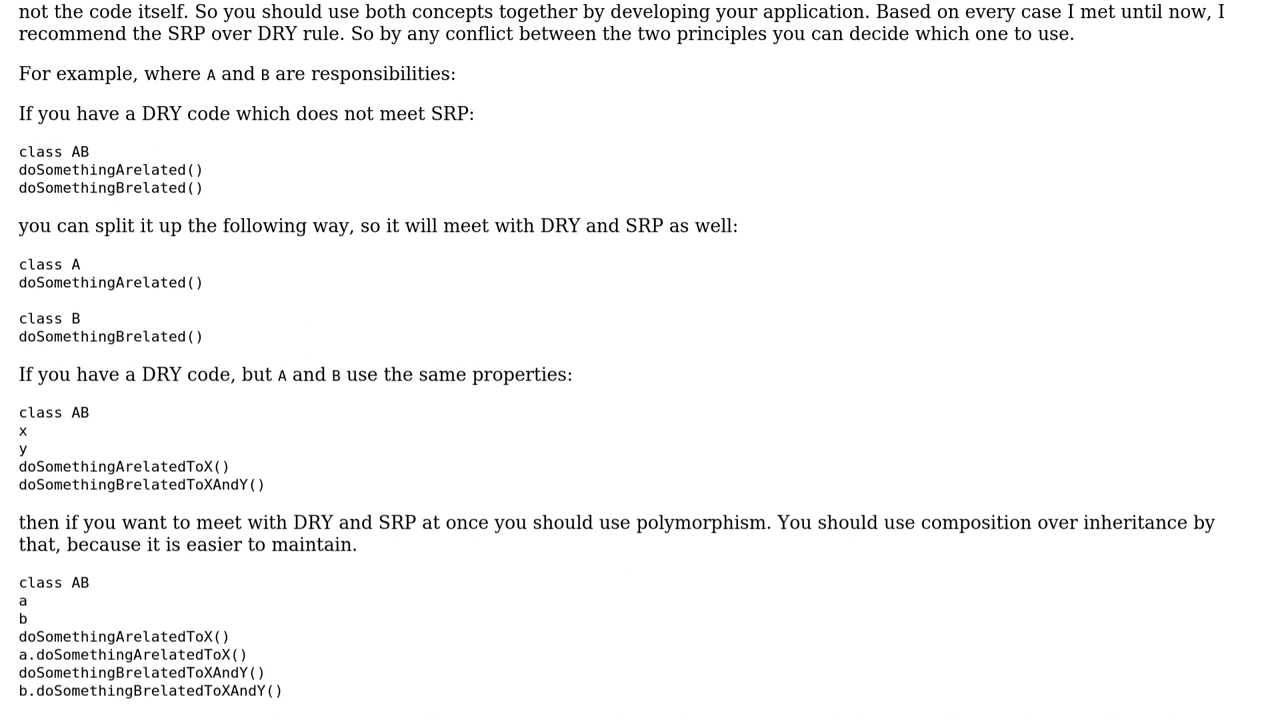 not the code itself. So you should use both concepts together by developing your application. Based on every case I met until now, I
recommend the SRP over DRY rule. So by any conflict between the two principles you can decide which one to use.
For example, where A and B are responsibilities:
If you have a DRY code which does not meet SRP:
class AB
doSomethingArelated()
doSomethingBrelated()
you can split it up the following way, so it will meet with DRY and SRP as well:
class A
doSomethingArelated()
class B
doSomethingBrelated()
If you have a DRY code, but A and B use the same properties:
class AB
x
y
doSomethingArelatedToX()
doSomethingBrelatedToXAndY()
then if you want to meet with DRY and SRP at once you should use polymorphism. You should use composition over inheritance by
that, because it is easier to maintain.
class AB
a
b
doSomethingArelatedToX()
a.doSomethingArelatedToX()
doSomethingBrelatedToXAndY()
b.doSomethingBrelatedToXAndY()